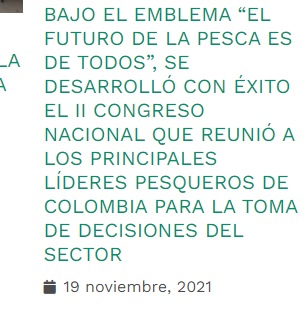 BAJO EL EMBLEMA “EL
FUTURO DE LA PESCA ES
DE TODOS”, SE
DESARROLLÓ CON ÉXITO
EL II CONGRESO
NACIONAL QUE REUNIÓ A
LOS PRINCIPALES
LÍDERES PESQUEROS DE
COLOMBIA PARA LA TOMA
DE DECISIONES DEL
SECTOR
19 noviembre, 2021